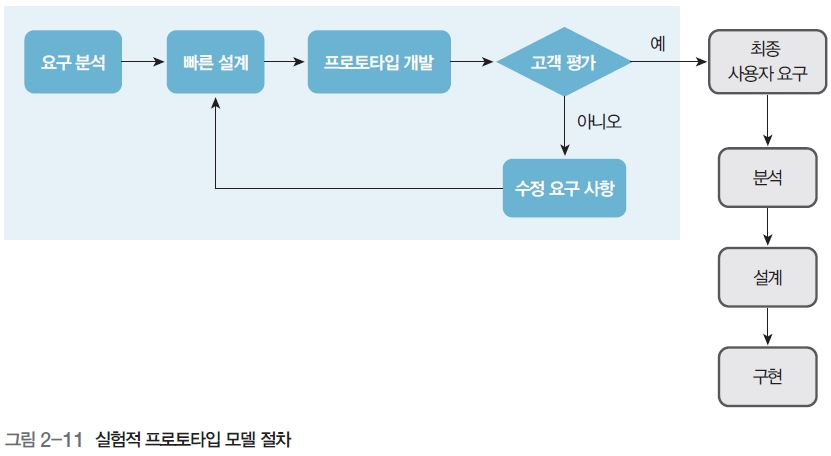 요구 분석
빠른 설계
프로토타입 개발
고객 평가
예
아니오
수정 요구 사항
최종
사용자 요구
분석
설계
구현
그림 2-11 실험적 프로토타입 모델 절차